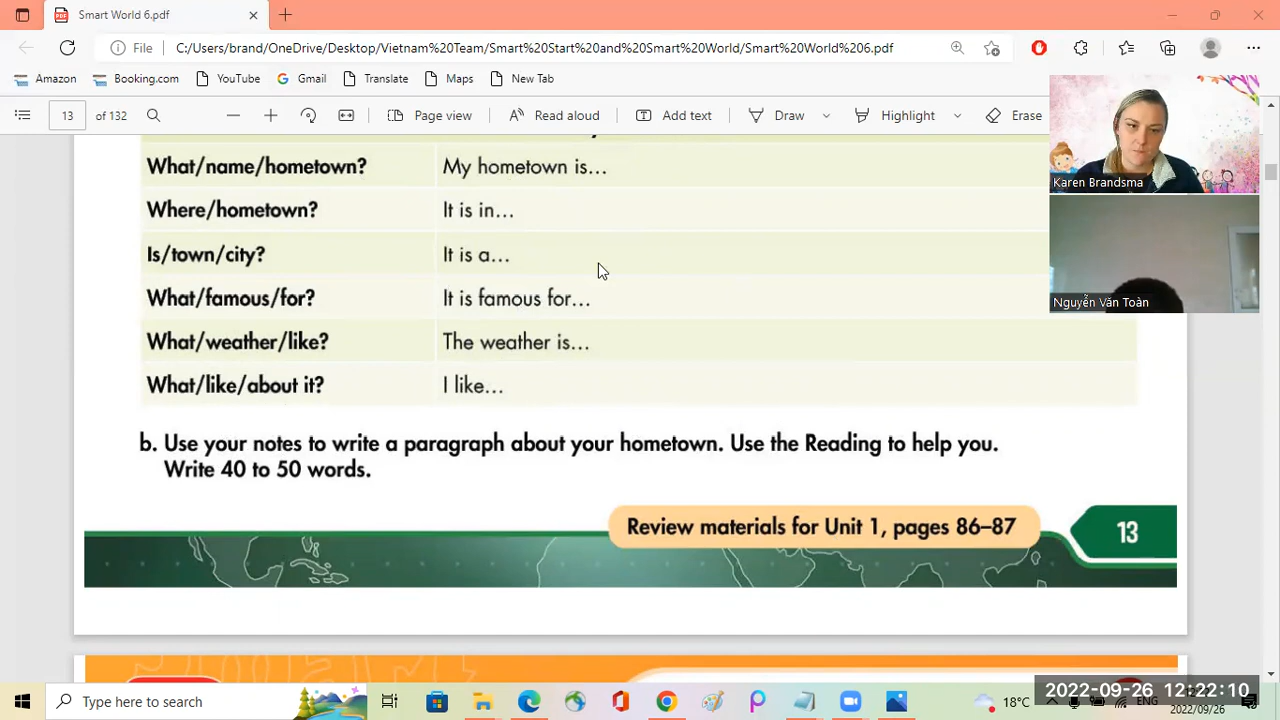 Smart World 6.pdf
File
C:/Users/brand/OneDrive/Desktop/Vietnam%20Team/Smart%20Start%20and%20Smart%20World/Smart%20World%206.pdf
Amazon Booking.com YouTube Gmail Translate Maps New Tab
13 of 132 Page view Read aloud Add text Draw Highlight Erase
What/name/hometown? My hometown is...
Where/hometown? It is in...
Is/town/city? It is a...
What/famous/for? It is famous for...
What/weather/like? The weather is...
What/like/about it? I like...
Karen Brandsma
Nguyễn Văn Toàn
b. Use your notes to write a paragraph about your hometown. Use the Reading to help you.
Write 40 to 50 words.
Review materials for Unit 1, pages 86–87
13
Type here to search
18°C
ENG
2022-09-26 12:22:10
2022/09/26